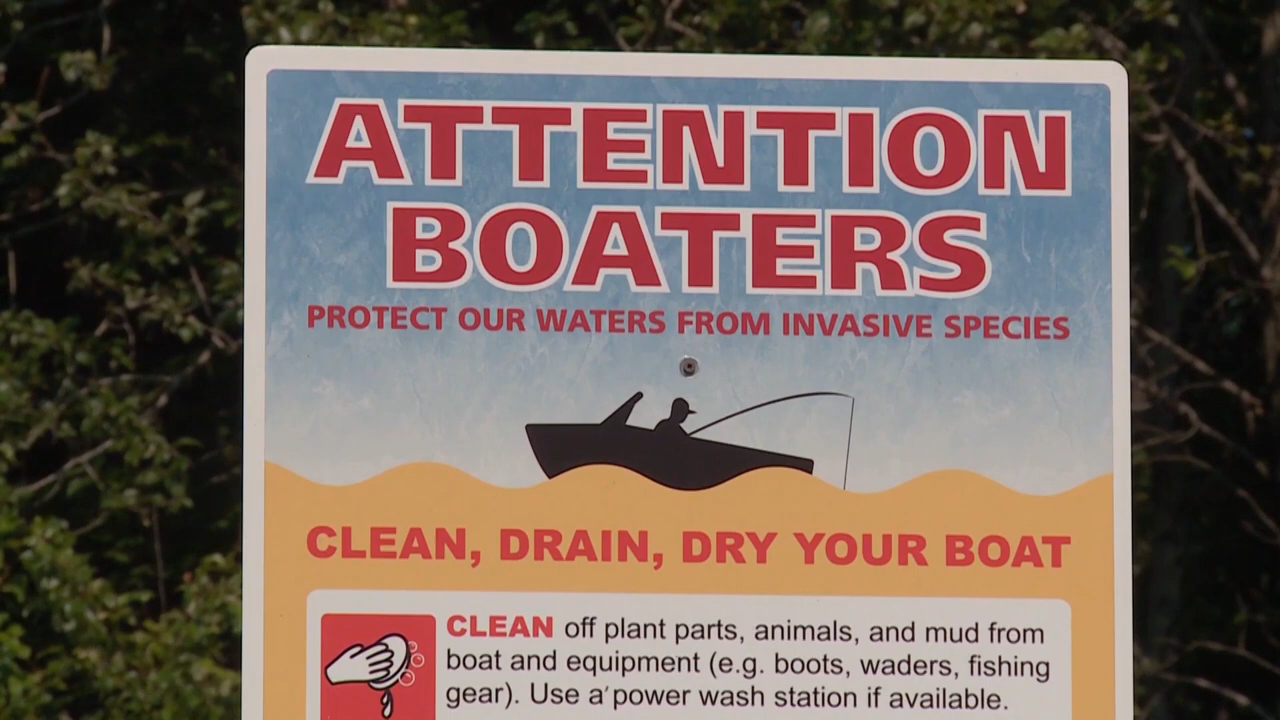 ATTENTION
BOATERS
PROTECT OUR WATERS FROM INVASIVE SPECIES
CLEAN, DRAIN, DRY YOUR BOAT
CLEAN off plant parts, animals, and mud from
boat and equipment (e.g. boots, waders, fishing
gear). Use a power wash station if available.